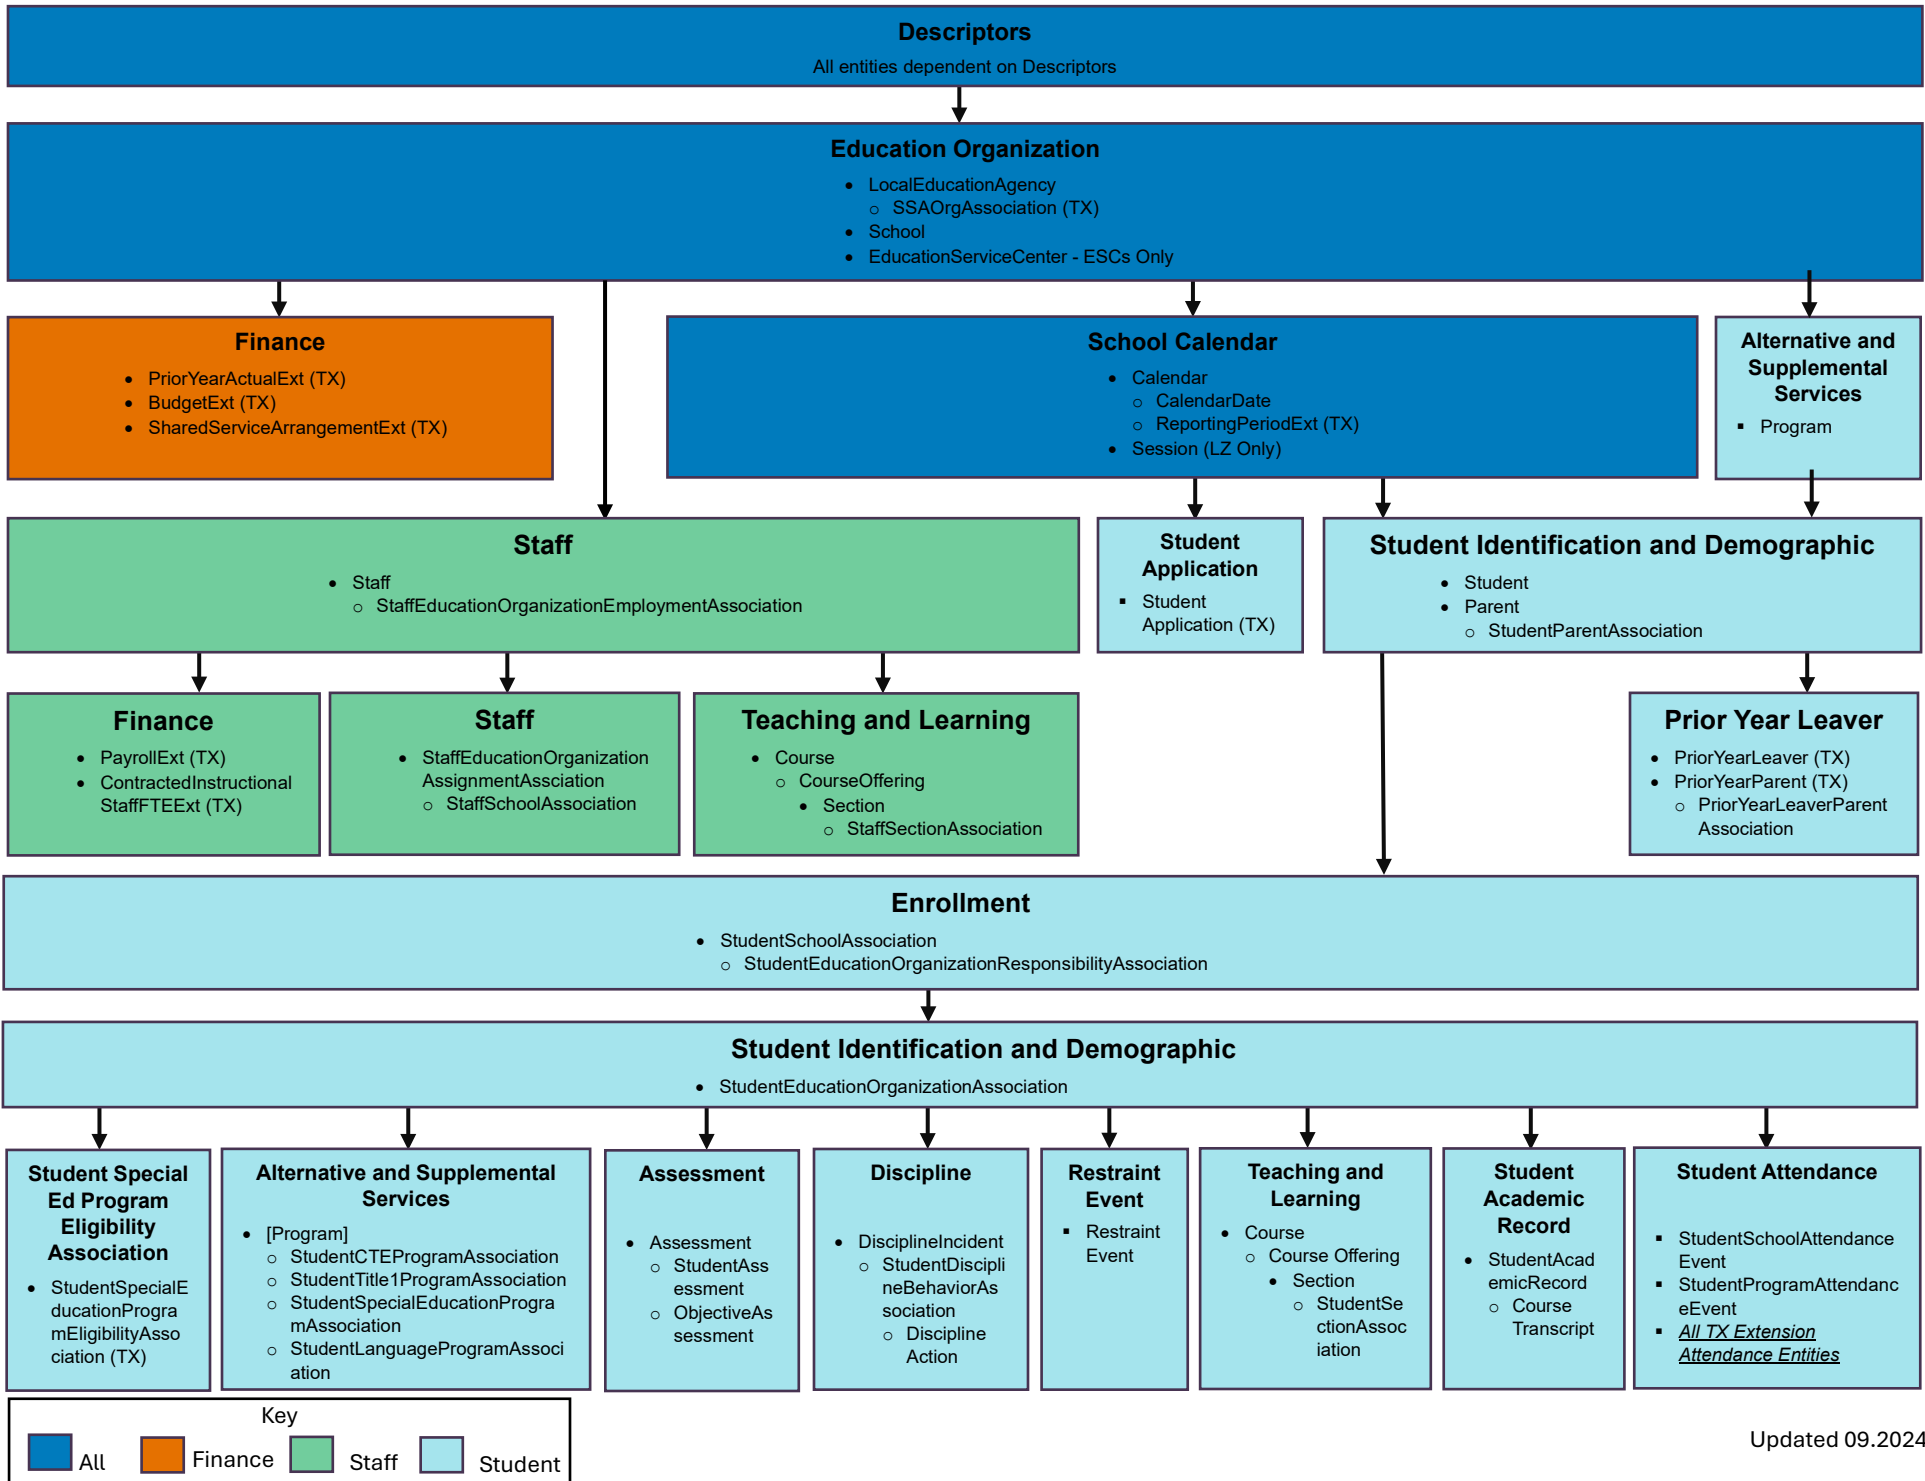 Descriptors
All entities dependent on Descriptors
Education Organization
• LocalEducationAgency
o SSAOrgAssociation (TX)
• School
• EducationServiceCenter - ESCs Only
Finance
• PriorYearActualExt (TX)
• BudgetExt (TX)
• SharedServiceArrangementExt (TX)
School Calendar
• Calendar
o CalendarDate
o ReportingPeriodExt (TX)
• Session (LZ Only)
Alternative and
Supplemental
Services
▪ Program
Staff
• Staff
o StaffEducationOrganizationEmploymentAssociation
Student
Application
▪ Student
Application (TX)
Student Identification and Demographic
• Student
• Parent
o StudentParentAssociation
Finance
• PayrollExt (TX)
• ContractedInstructional
StaffFTEExt (TX)
Staff
• StaffEducationOrganization
AssignmentAssciation
o StaffSchoolAssociation
Teaching and Learning
• Course
o CourseOffering
• Section
o StaffSectionAssociation
Prior Year Leaver
• PriorYearLeaver (TX)
• PriorYearParent (TX)
o PriorYearLeaverParent
Association
Enrollment
• StudentSchoolAssociation
o StudentEducationOrganizationResponsibilityAssociation
Student Identification and Demographic
• StudentEducationOrganizationAssociation
Student Special
Ed Program
Eligibility
Association
• StudentSpecialE
ducationProgra
mEligibilityAsso
ciation (TX)
Alternative and Supplemental
Services
• [Program]
o StudentCTEProgramAssociation
o StudentTitle1ProgramAssociation
o StudentSpecialEducationProgra
mAssociation
o StudentLanguageProgramAssoci
ation
Assessment
• Assessment
o StudentAss
essment
o ObjectiveAs
sessment
Discipline
• DisciplineIncident
o StudentDiscipli
neBehaviorAs
sociation
o Discipline
Action
Restraint
Event
▪ Restraint
Event
Teaching and
Learning
• Course
o Course Offering
• Section
o StudentSe
ctionAssoc
iation
Student
Academic
Record
• StudentAcad
emicRecord
o Course
Transcript
Student Attendance
▪ StudentSchoolAttendance
Event
▪ StudentProgramAttendanc
eEvent
▪ All TX Extension
Attendance Entities
Key
All
Finance
Staff
Student
Updated 09.2024